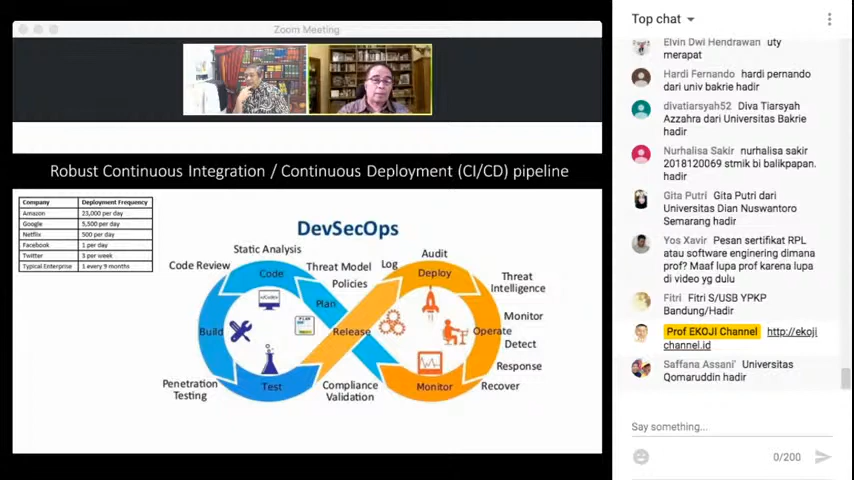 Zoom Meeting
Robust Continuous Integration / Continuous Deployment (CI/CD) pipeline
Company Deployment Frequency
Amazon 23,000 per day
Google 5,500 per day
Netflix 500 per day
Facebook 1 per day
Twitter 3 per week
Typical Enterprise 1 every 9 months
DevSecOps
Static Analysis
Code Review
Code
Threat Model
Policies
Plan
Build
Test
Penetration
Testing
Release
Compliance
Validation
Log
Audit
Deploy
Threat
Intelligence
Monitor
Operate
Detect
Response
Recover
Monitor
Top chat
Elvin Dwi Hendrawan uty
merapat
Hardi Fernando hardi pernando
dari univ bakrie hadir
divatiarsyah52 Diva Tiarsyah
Azzahra dari Universitas Bakrie
hadir
Nurhalisa Sakir nurhalisa sakir
2018120069 stmik bi balikpapan.
hadir
Gita Putri Gita Putri dari
Universitas Dian Nuswantoro
Semarang hadir
Yos Xavir Pesan sertifikat RPL
atau software enginering dimana
prof? Maaf lupa prof karena lupa
di video yg dulu
Fitri Fitri S/USB YPKP
Bandung/Hadir
Prof EKOJI Channel http://ekoji
channel.id
Saffana Assani' Universitas
Qomaruddin hadir
Say something...
0/200